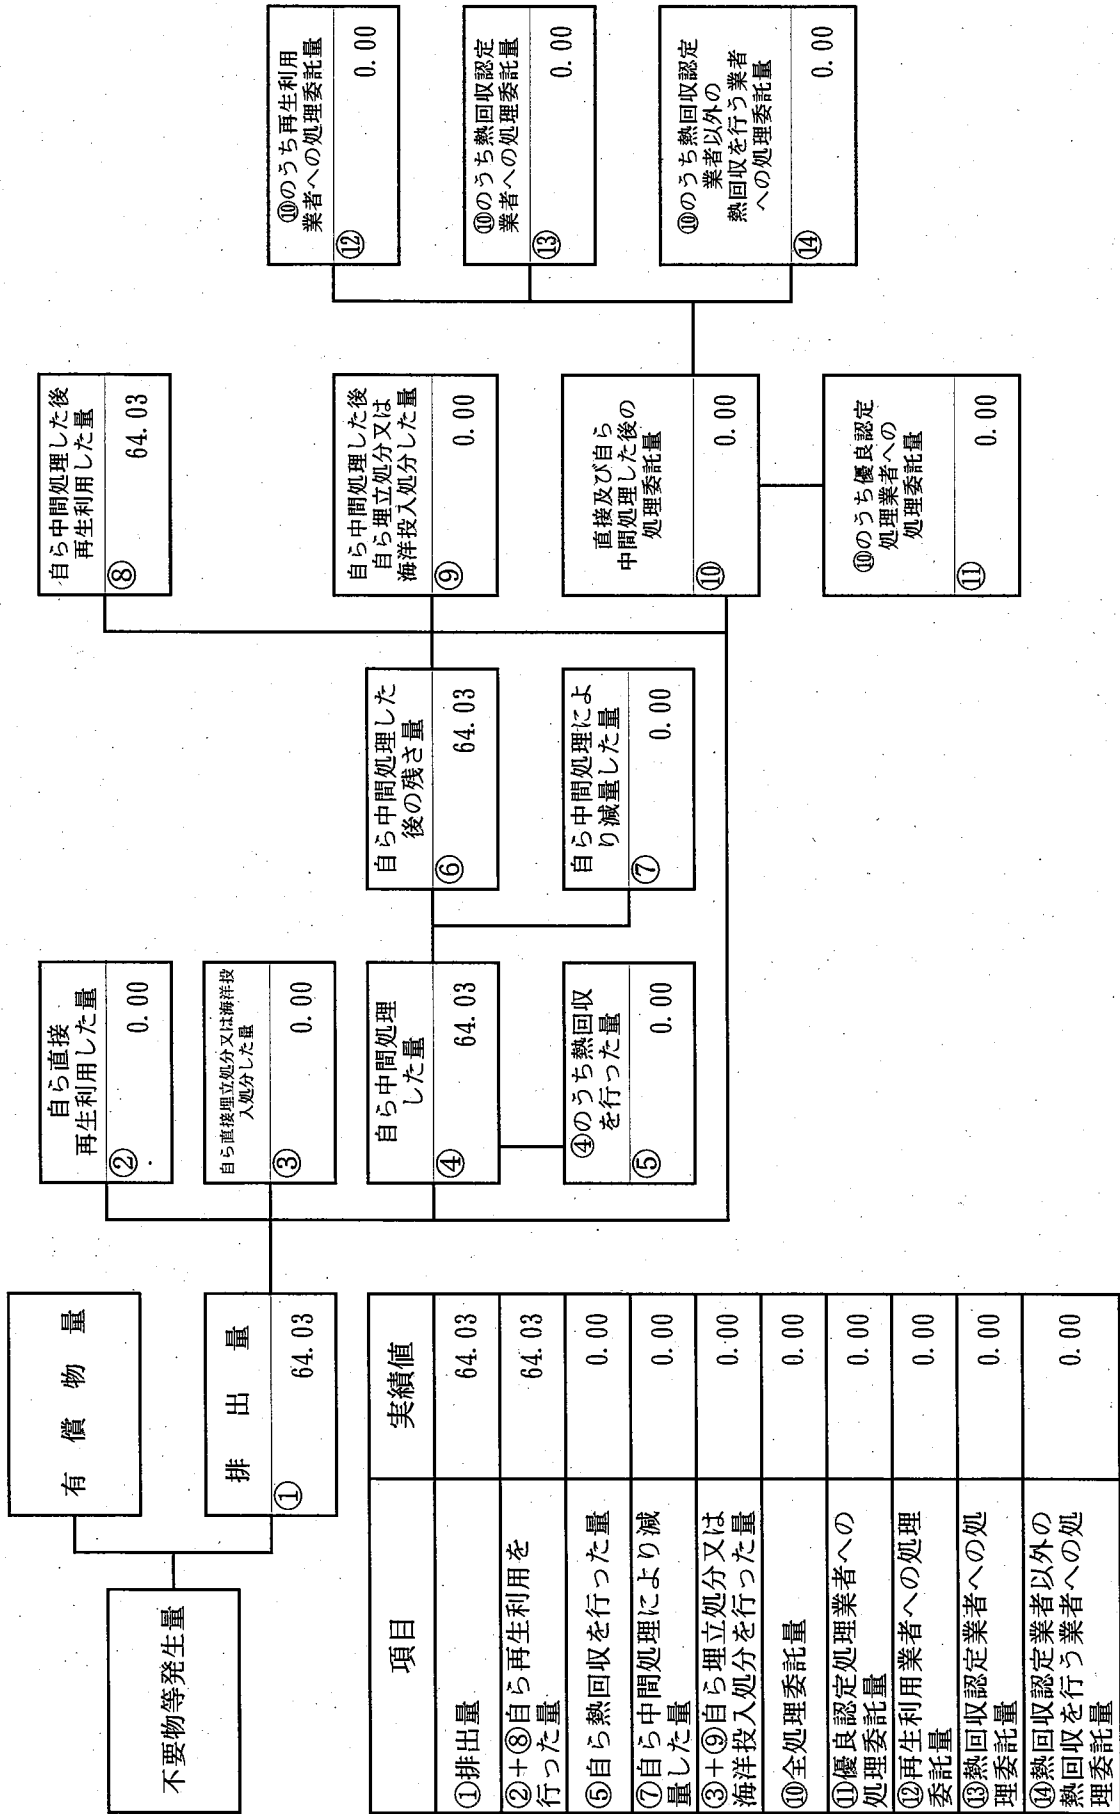 不要物等発生量
有償物量
排出量
①
64.03
自ら直接
再生利用した量
②
0.00
自ら直接埋立処分又は海洋投
入処分した量
③
0.00
自ら中間処理
した量
④
64.03
④のうち熱回収
を行った量
⑤
0.00
自ら中間処理した
後の残さ量
⑥
64.03
自ら中間処理によ
り減量した量
⑦
0.00
自ら中間処理した後
再生利用した量
⑧
64.03
自ら中間処理した後
自ら埋立処分又は
海洋投入処分した量
⑨
0.00
直接及び自ら
中間処理した後の
処理委託量
⑩
0.00
⑩のうち優良認定
処理業者への
処理委託量
⑪
0.00
⑩のうち再生利用
業者への処理委託量
⑫
0.00
⑩のうち熱回収認定
業者への処理委託量
⑬
0.00
⑩のうち熱回収認定
業者以外の
熱回収を行う業者
への処理委託量
⑭
0.00
項目
実績値
①排出量
64.03
②+⑧自ら再生利用を
行った量
64.03
⑤自ら熱回収を行った量
0.00
⑦自ら中間処理により減
量した量
0.00
③+⑨自ら埋立処分又は
海洋投入処分を行った量
0.00
⑩全処理委託量
0.00
⑪優良認定処理業者への
処理委託量
0.00
⑫再生利用業者への処理
委託量
0.00
⑬熱回収認定業者への処
理委託量
0.00
⑭熱回収認定業者以外の
熱回収を行う業者への処
理委託量
0.00